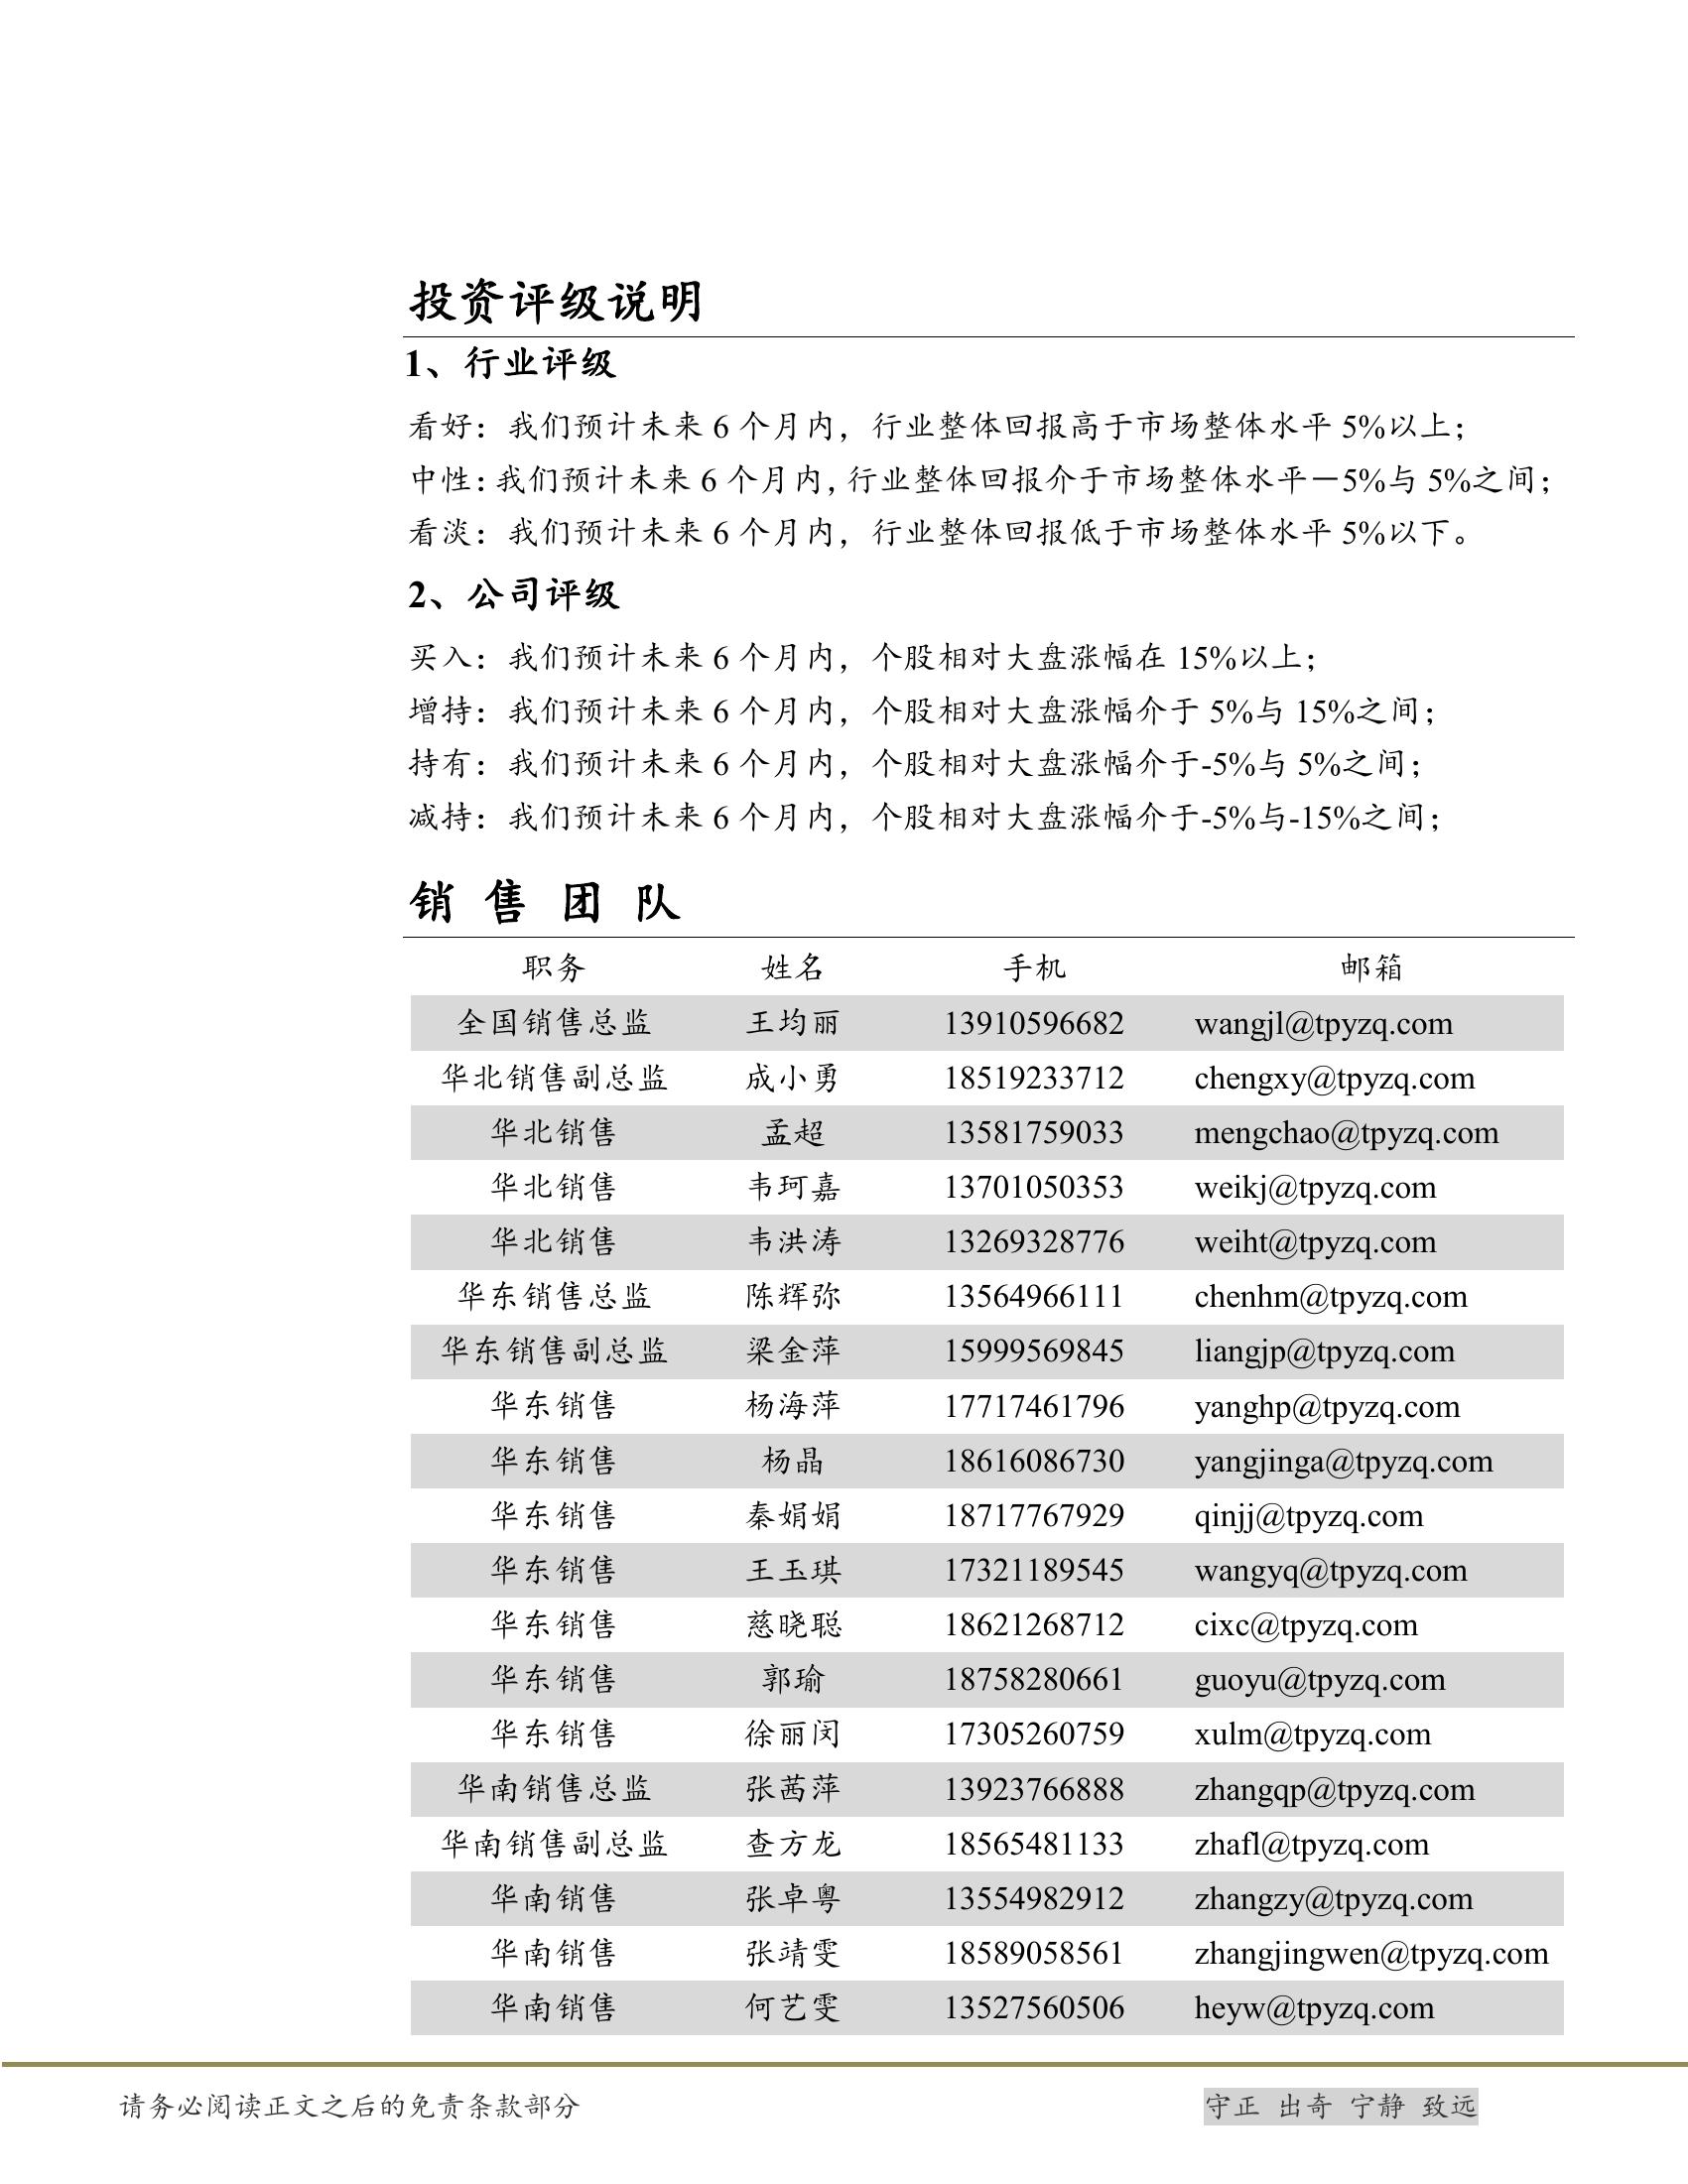 投资评级说明
1、行业评级
看好：我们预计未来 6 个月内，行业整体回报高于市场整体水平 5%以上；
中性：我们预计未来 6 个月内，行业整体回报介于市场整体水平－5%与 5%之间；
看淡：我们预计未来 6 个月内，行业整体回报低于市场整体水平 5%以下。
2、公司评级
买入：我们预计未来 6 个月内，个股相对大盘涨幅在 15%以上；
增持：我们预计未来 6 个月内，个股相对大盘涨幅介于 5%与 15%之间；
持有：我们预计未来 6 个月内，个股相对大盘涨幅介于-5%与 5%之间；
减持：我们预计未来 6 个月内，个股相对大盘涨幅介于-5%与-15%之间；
销 售 团 队
职务 姓名 手机 邮箱
全国销售总监 王均丽 13910596682 wangjl@tpyzq.com
华北销售副总监 成小勇 18519233712 chengxy@tpyzq.com
华北销售 孟超 13581759033 mengchao@tpyzq.com
华北销售 韦珂嘉 13701050353 weikj@tpyzq.com
华北销售 韦洪涛 13269328776 weiht@tpyzq.com
华东销售总监 陈辉弥 13564966111 chenhm@tpyzq.com
华东销售副总监 梁金萍 15999569845 liangjp@tpyzq.com
华东销售 杨海萍 17717461796 yanghp@tpyzq.com
华东销售 杨晶 18616086730 yangjinga@tpyzq.com
华东销售 秦娟娟 18717767929 qinjj@tpyzq.com
华东销售 王玉琪 17321189545 wangyq@tpyzq.com
华东销售 慈晓聪 18621268712 cixc@tpyzq.com
华东销售 郭瑜 18758280661 guoyu@tpyzq.com
华东销售 徐丽闵 17305260759 xulm@tpyzq.com
华南销售总监 张茜萍 13923766888 zhangqp@tpyzq.com
华南销售副总监 查方龙 18565481133 zhafl@tpyzq.com
华南销售 张卓粤 13554982912 zhangzy@tpyzq.com
华南销售 张靖雯 18589058561 zhangjingwen@tpyzq.com
华南销售 何艺雯 13527560506 heyw@tpyzq.com
请务必阅读正文之后的免责条款部分 守正 出奇 宁静 致远